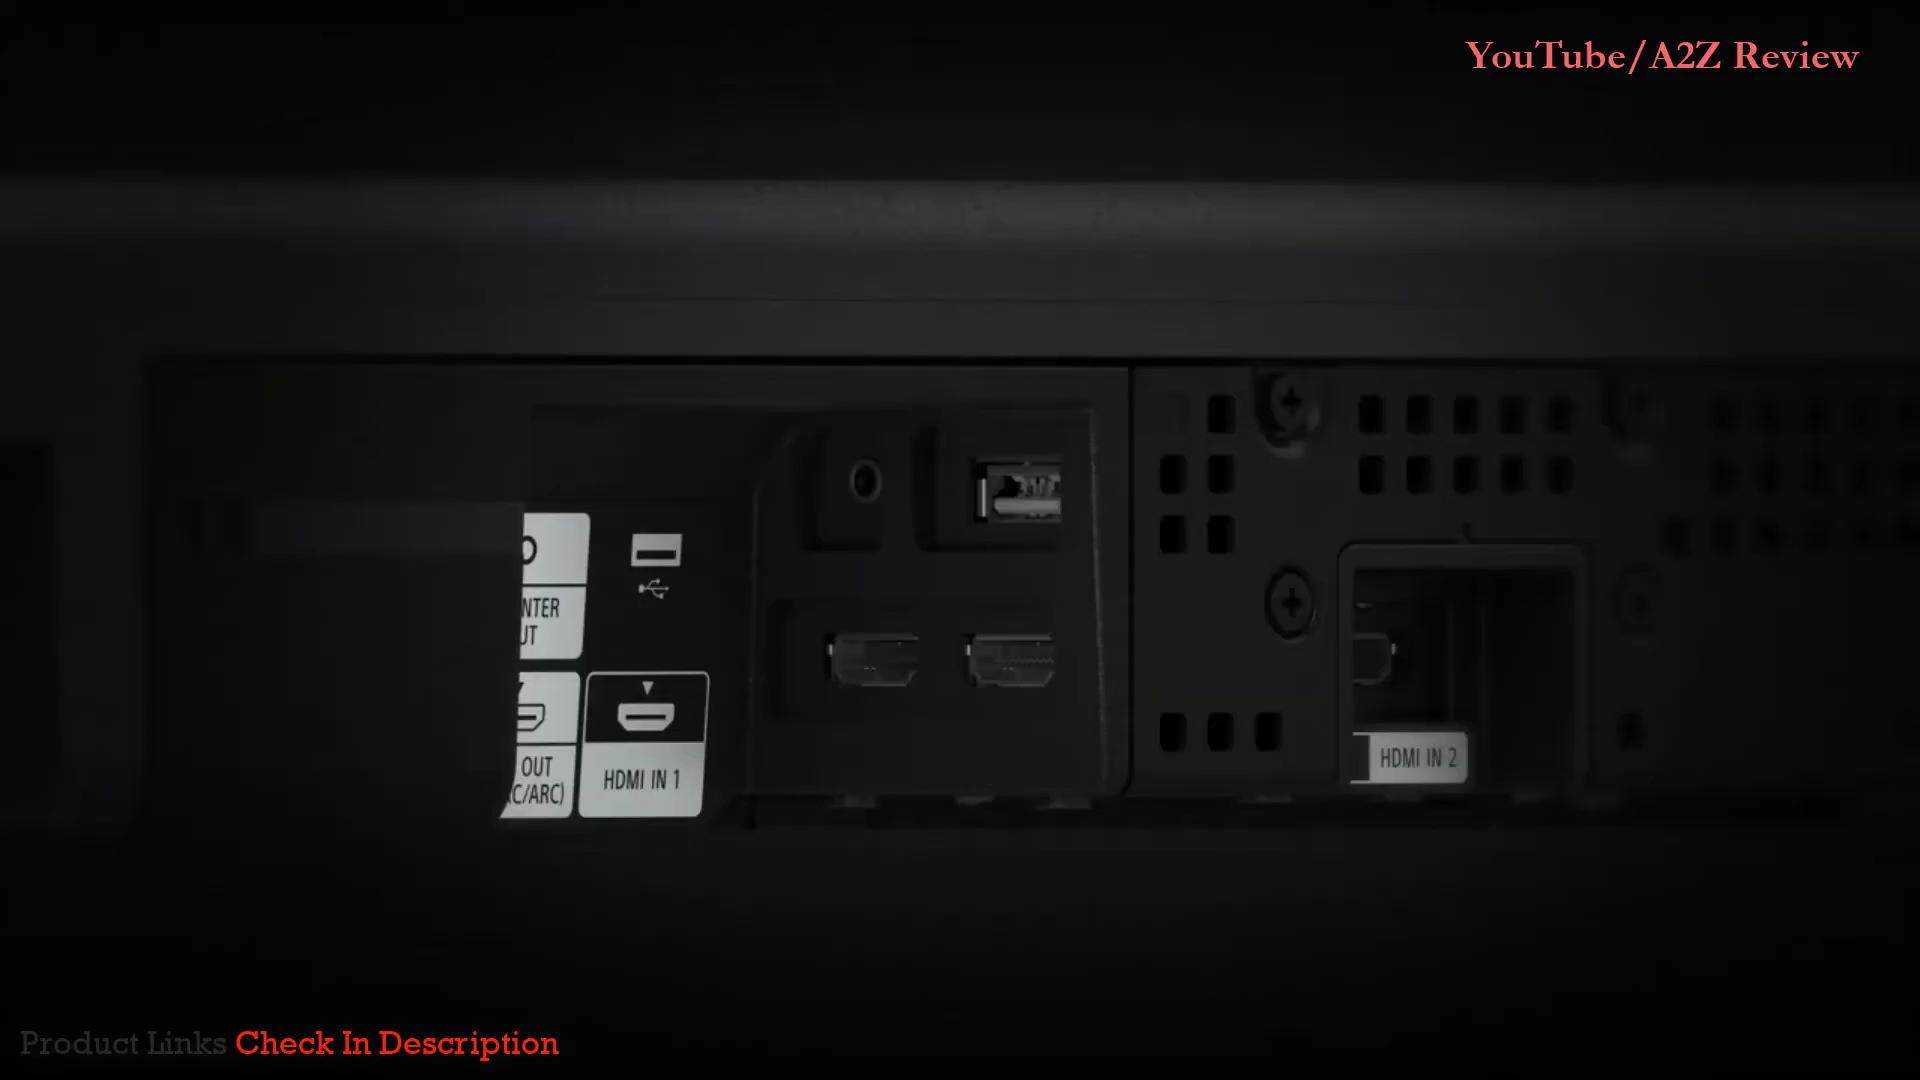 YouTube/A2Z Review
NTER
UT
OUT
C/ARC)
HDMI IN 1
HDMI IN 2
Product Links Check In Description